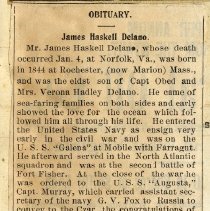 OBITUARY.
James Haskell Delano.
Mr. James Haskell Delano, whose death
occurred Jan. 4, at Norfolk, Va., was born
in 1844 at Rochester, (now Marion) Mass.,
and was the eldest son of Capt Obed and
Mrs. Verona Hadley Delano. He came of
sea-faring families on both sides and early
showed the love for the ocean which fol-
lowed him all through his life. He entered
the United States Navy as ensign very
early in the civil war and was on the
U. S. S. "Galena" at Mobile with Farragut.
He afterward served in the North Atlantic
squadron and was at the second battle of
Fort Fisher. At the close of the war he
was ordered to the U. S. S. "Augusta,"
Capt. Murray, which carried assistant sec-
retary of the navy G. V. Fox to Russia to
convey to the Czar, the congratulations of